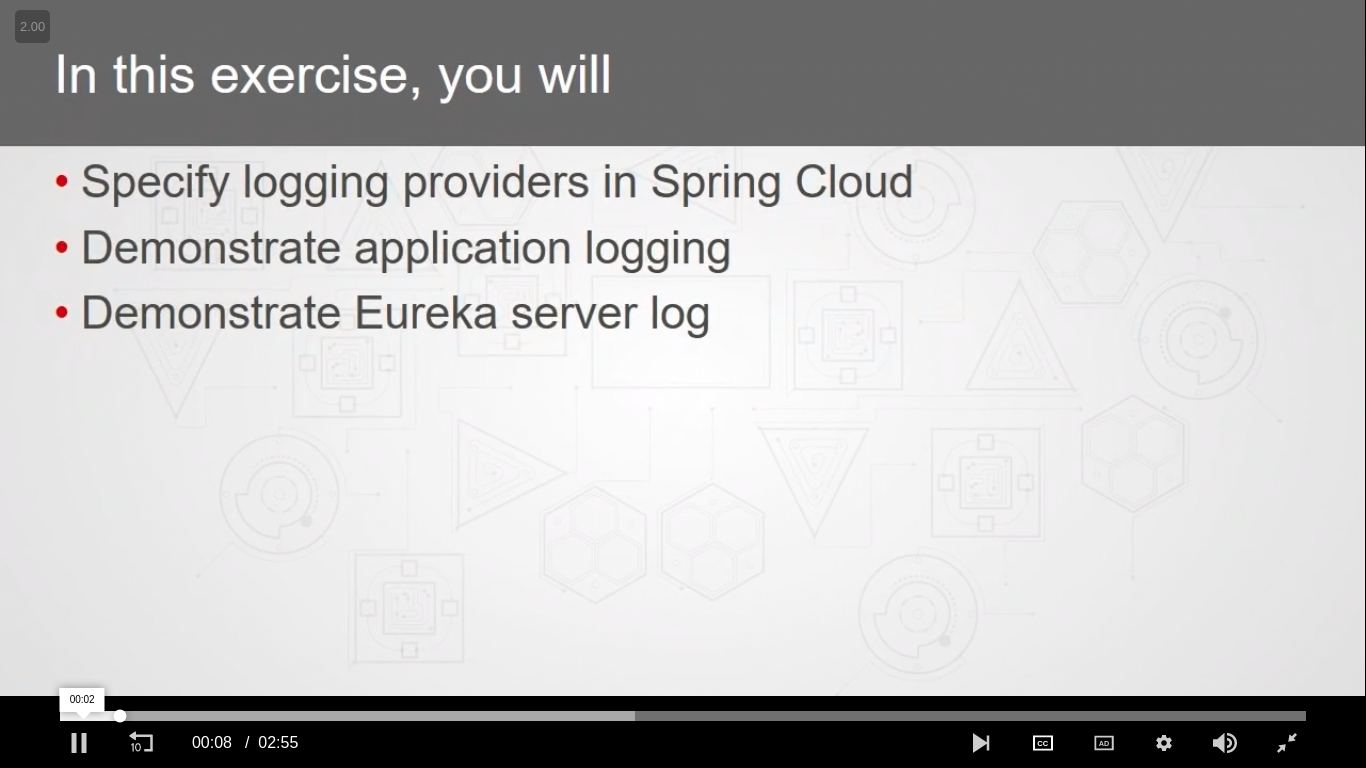 2.00
In this exercise, you will
• Specify logging providers in Spring Cloud
• Demonstrate application logging
• Demonstrate Eureka server log
00:02
10
00:08 / 02:55
CC
AD